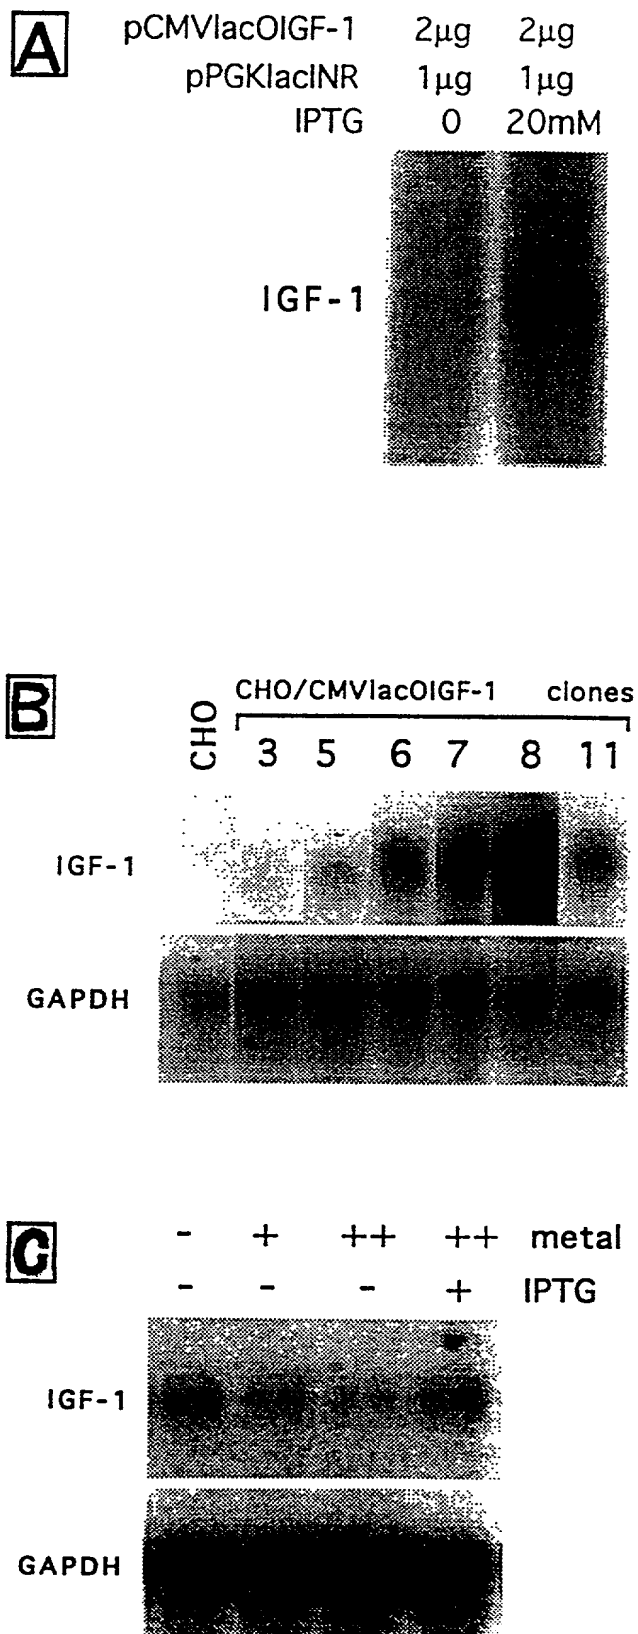 A
pCMVlacOIGF-1 2µg 2µg
pPGKlacINR 1µg 1µg
IPTG 0 20mM
IGF-1
B
CHO/CMVlacOIGF-1 clones
CHO 3 5 6 7 8 11
IGF-1
GAPDH
C
- + ++ ++ metal
- - - + IPTG
IGF-1
GAPDH